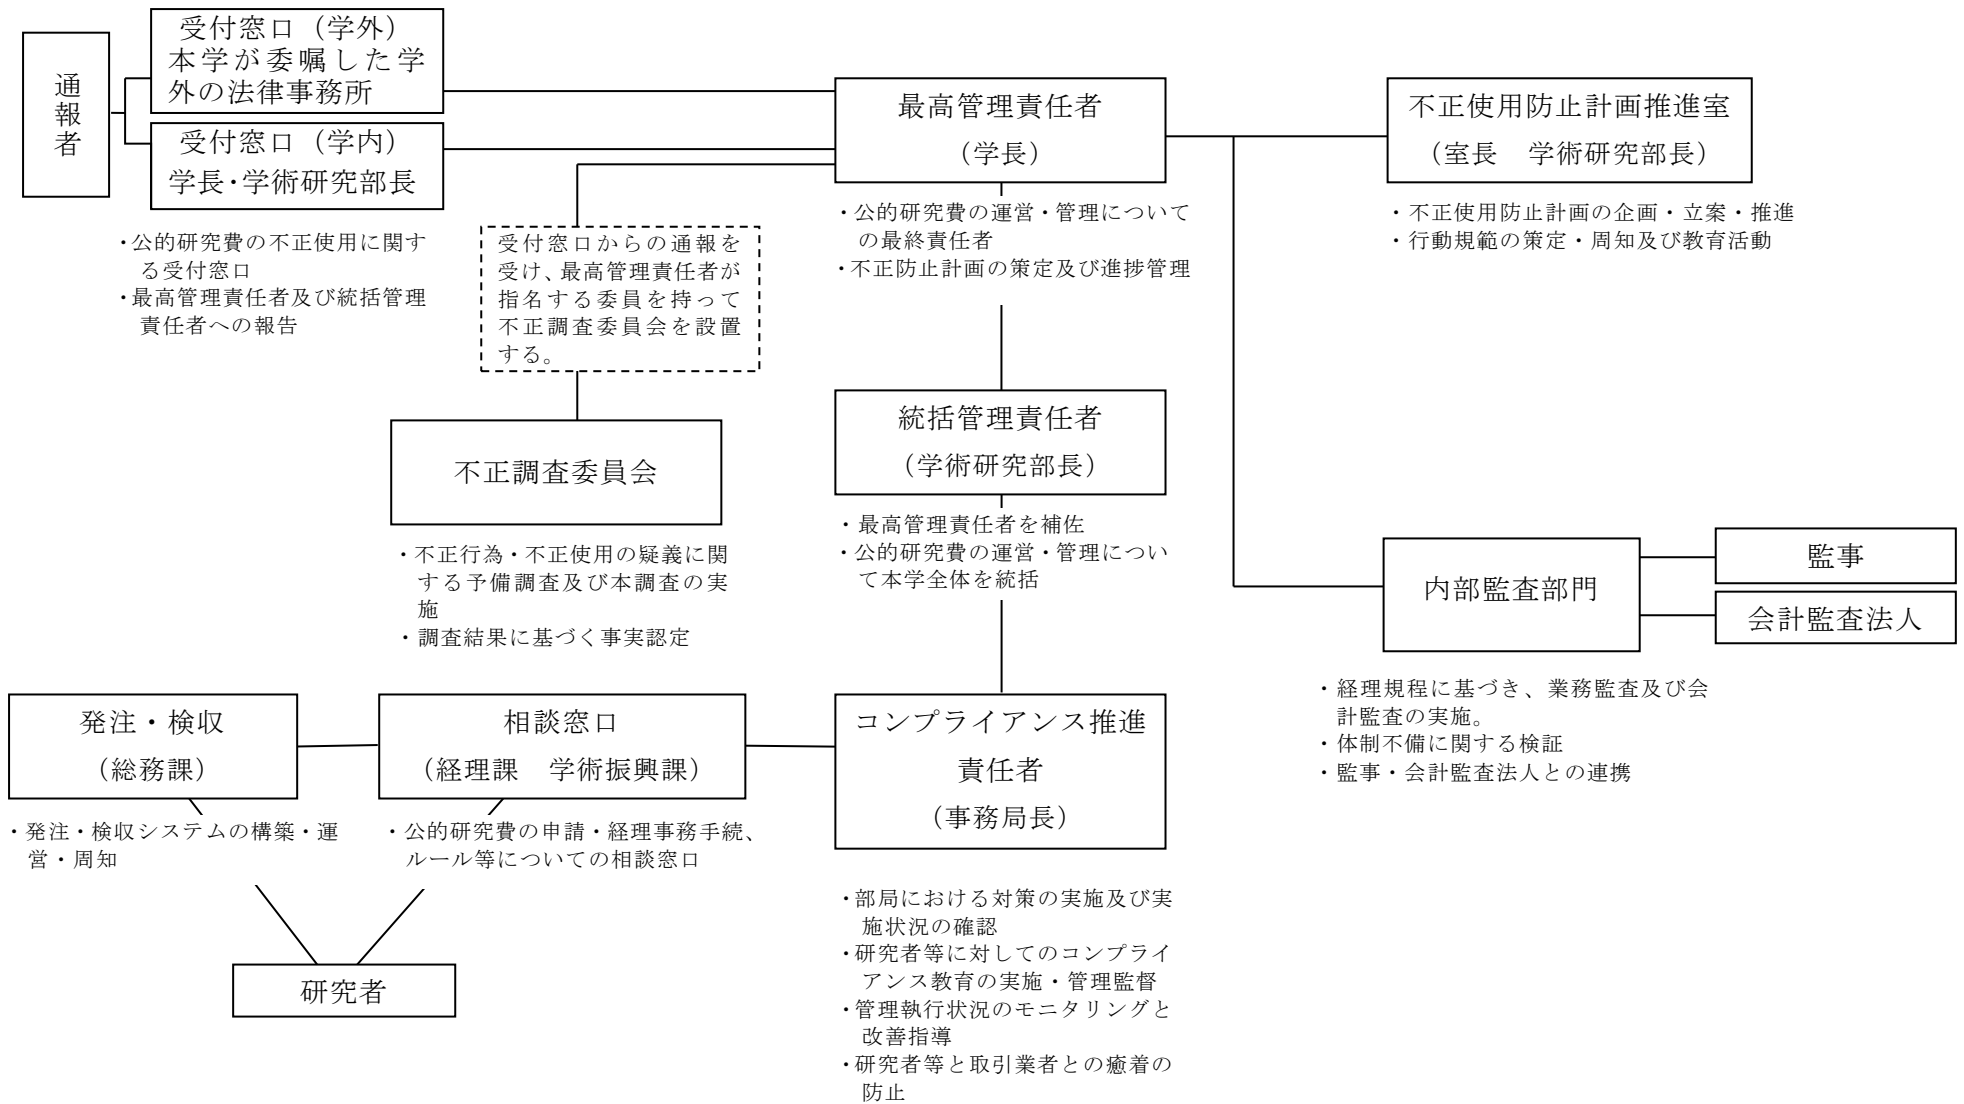 通報者
受付窓口（学外）
本学が委嘱した学
外の法律事務所
受付窓口（学内）
学長・学術研究部長
・公的研究費の不正使用に関す
る受付窓口
・最高管理責任者及び統括管理
責任者への報告
受付窓口からの通報を
受け、最高管理責任者が
指名する委員を持って
不正調査委員会を設置
する。
不正調査委員会
・不正行為・不正使用の疑義に関
する予備調査及び本調査の実
施
・調査結果に基づく事実認定
最高管理責任者
（学長）
・公的研究費の運営・管理について
の最終責任者
・不正防止計画の策定及び進捗管理
統括管理責任者
（学術研究部長）
・最高管理責任者を補佐
・公的研究費の運営・管理につい
て本学全体を統括
不正使用防止計画推進室
（室長　学術研究部長）
・不正使用防止計画の企画・立案・推進
・行動規範の策定・周知及び教育活動
内部監査部門
監事
会計監査法人
・経理規程に基づき、業務監査及び会
計監査の実施。
・体制不備に関する検証
・監事・会計監査法人との連携
発注・検収
（総務課）
・発注・検収システムの構築・運
営・周知
相談窓口
（経理課　学術振興課）
・公的研究費の申請・経理事務手続、
ルール等についての相談窓口
コンプライアンス推進
責任者
（事務局長）
・部局における対策の実施及び実
施状況の確認
・研究者等に対してのコンプライ
アンス教育の実施・管理監督
・管理執行状況のモニタリングと
改善指導
・研究者等と取引業者との癒着の
防止
研究者